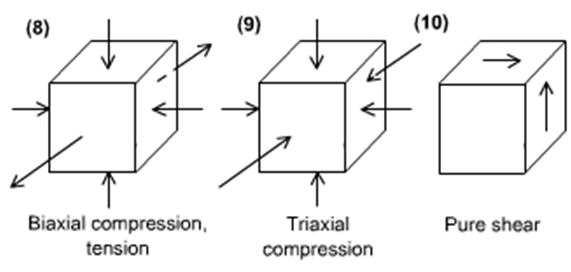 (8)
(9)
(10)
Biaxial compression,
tension
Triaxial
compression
Pure shear